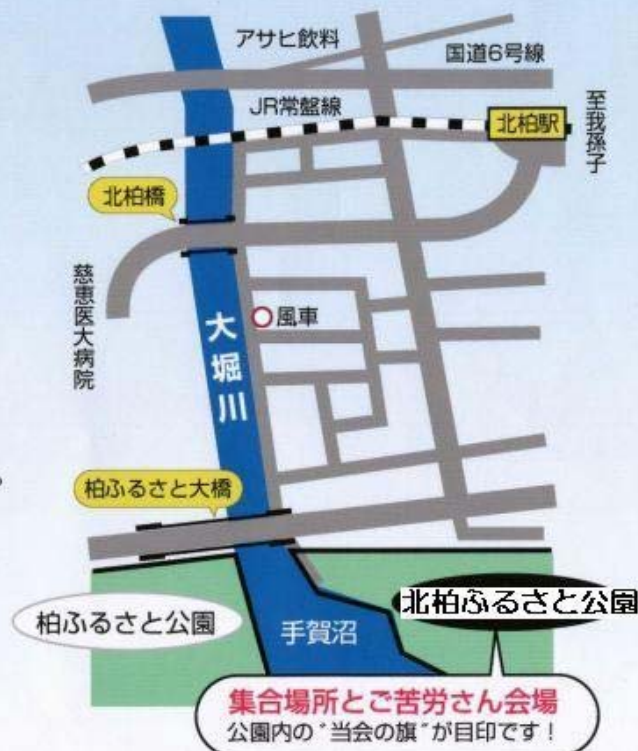 アサヒ飲料
国道6号線
JR常盤線
北柏駅
至我孫子
北柏橋
慈恵医大病院
大堀川
風車
柏ふるさと大橋
柏ふるさと公園
北柏ふるさと公園
手賀沼
集合場所とご苦労さん会場
公園内の"当会の旗"が目印です！